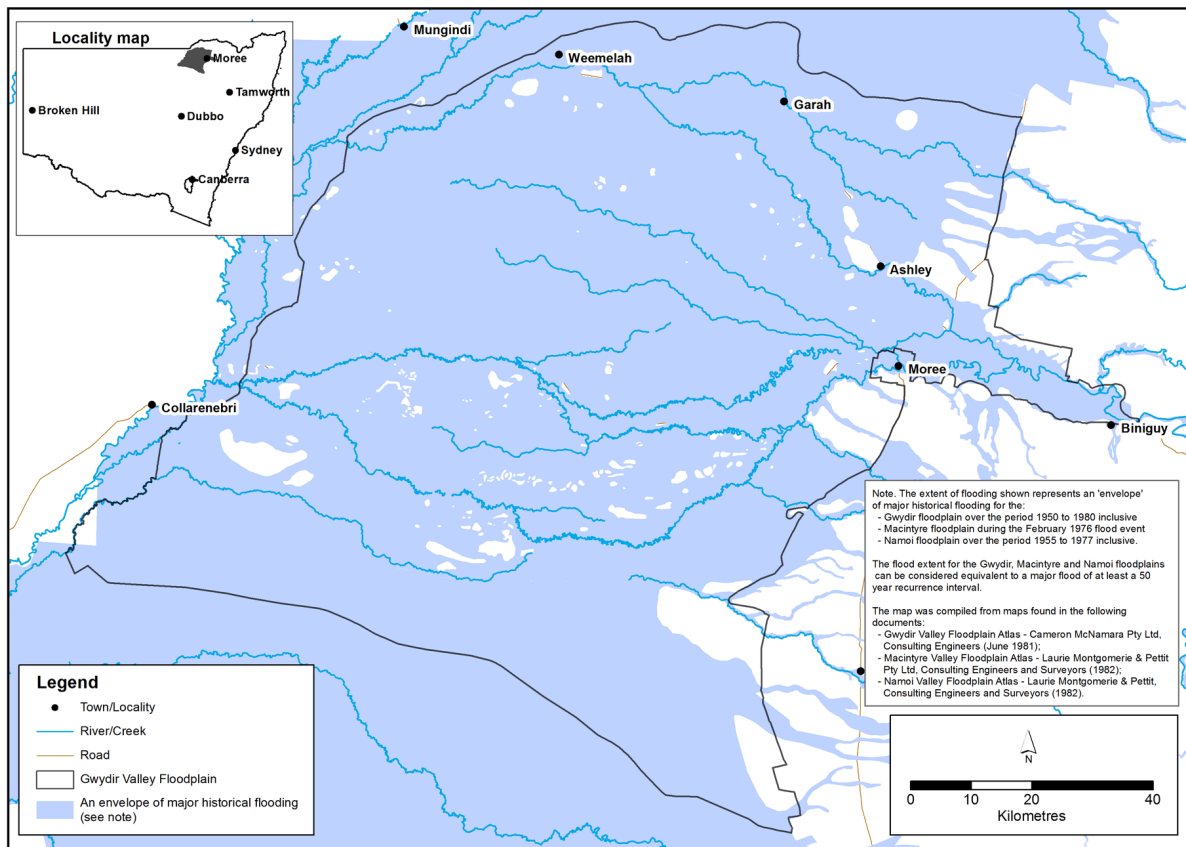 Locality map
Moree
Tamworth
Broken Hill
Dubbo
Sydney
Canberra
Mungindi
Weemelah
Garah
Ashley
Moree
Collarenebri
Biniguy
Note. The extent of flooding shown represents an 'envelope'
of major historical flooding for the:
- Gwydir floodplain over the period 1950 to 1980 inclusive
- Macintyre floodplain during the February 1976 flood event
- Namoi floodplain over the period 1955 to 1977 inclusive.
The flood extent for the Gwydir, Macintyre and Namoi floodplains
can be considered equivalent to a major flood of at least a 50
year recurrence interval.
The map was compiled from maps found in the following
documents:
- Gwydir Valley Floodplain Atlas - Cameron McNamara Pty Ltd,
Consulting Engineers (June 1981);
- Macintyre Valley Floodplain Atlas - Laurie Montgomerie & Pettit
Pty Ltd, Consulting Engineers and Surveyors (1982);
- Namoi Valley Floodplain Atlas - Laurie Montgomerie & Pettit,
Consulting Engineers and Surveyors (1982).
Legend
Town/Locality
River/Creek
Road
Gwydir Valley Floodplain
An envelope of major historical flooding
(see note)
N
0 10 20 40
Kilometres